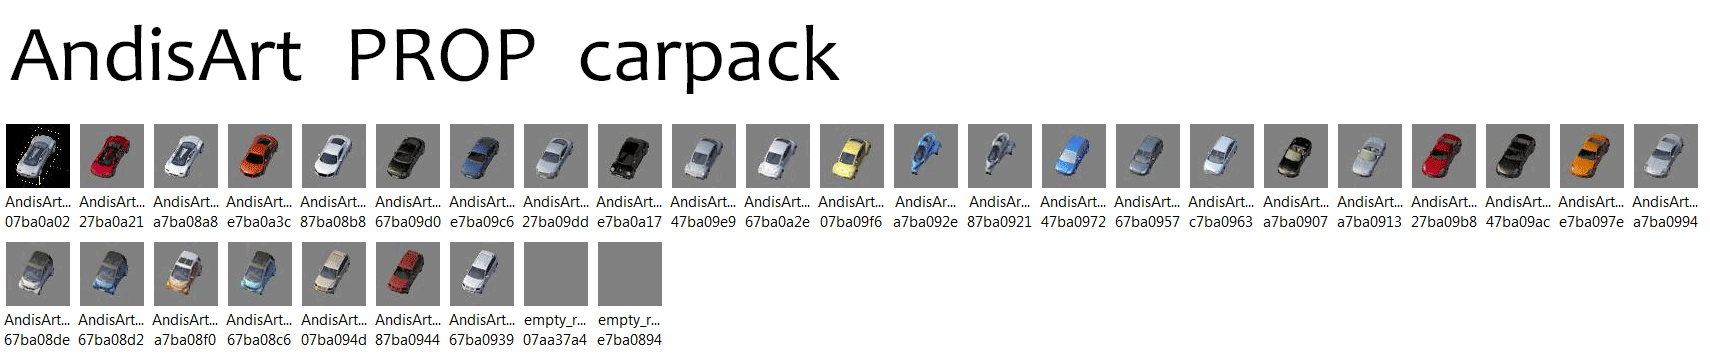 AndisArt PROP carpack
AndisArt... AndisArt... AndisArt... AndisArt... AndisArt... AndisArt... AndisArt... AndisArt... AndisArt... AndisArt... AndisArt... AndisArt... AndisAr... AndisAr... AndisArt... AndisArt... AndisArt... AndisArt... AndisArt... AndisArt... AndisArt... AndisArt... AndisArt...
07ba0a02 27ba0a21 a7ba08a8 e7ba0a3c 87ba08b8 67ba09d0 e7ba09c6 27ba09dd e7ba0a17 47ba09e9 67ba0a2e 07ba09f6 a7ba092e 87ba0921 47ba0972 67ba0957 c7ba0963 a7ba0907 a7ba0913 27ba09b8 47ba09ac e7ba097e a7ba0994
AndisArt... AndisArt... AndisArt... AndisArt... AndisArt... AndisArt... AndisArt... empty_r... empty_r...
67ba08de 67ba08d2 a7ba08f0 67ba08c6 07ba094d 87ba0944 67ba0939 07aa37a4 e7ba0894